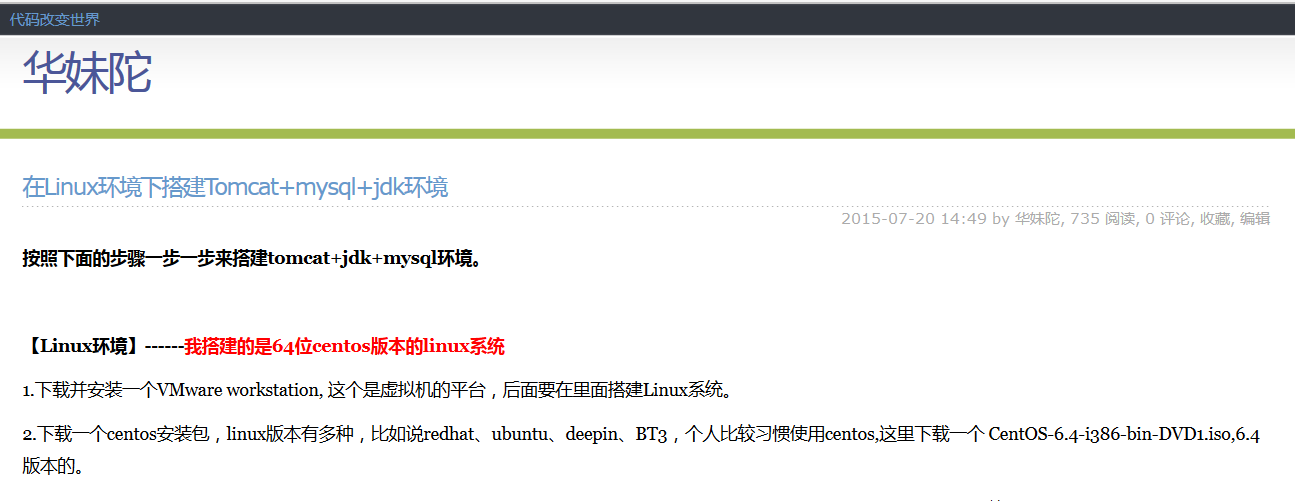 代码改变世界
华妹陀
在Linux环境下搭建Tomcat+mysql+jdk环境
2015-07-20 14:49 by 华妹陀, 735 阅读, 0 评论, 收藏, 编辑
按照下面的步骤一步一步来搭建tomcat+jdk+mysql环境。
【Linux环境】------我搭建的是64位centos版本的linux系统
1.下载并安装一个VMware workstation, 这个是虚拟机的平台，后面要在里面搭建Linux系统。
2.下载一个centos安装包，linux版本有多种，比如说redhat、ubuntu、deepin、BT3，个人比较习惯使用centos,这里下载一个 CentOS-6.4-i386-bin-DVD1.iso,6.4
版本的。